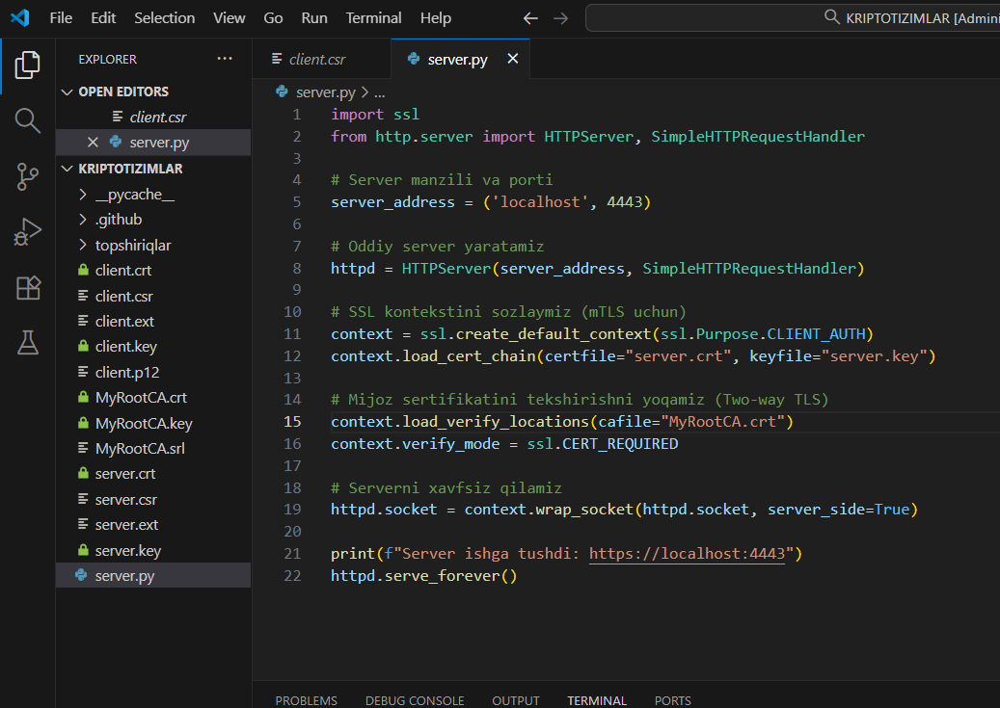 File Edit Selection View Go Run Terminal Help
KRIPTOTIZIMLAR [Admini
EXPLORER
OPEN EDITORS
client.csr
server.py
KRIPTOTIZIMLAR
__pycache__
.github
topshiriqlar
client.crt
client.csr
client.ext
client.key
client.p12
MyRootCA.crt
MyRootCA.key
MyRootCA.srl
server.crt
server.csr
server.ext
server.key
server.py
client.csr server.py
server.py > ...
1 import ssl
2 from http.server import HTTPServer, SimpleHTTPRequestHandler
3
4 # Server manzili va porti
5 server_address = ('localhost', 4443)
6
7 # Oddiy server yaratamiz
8 httpd = HTTPServer(server_address, SimpleHTTPRequestHandler)
9
10 # SSL kontekstini sozlaymiz (mTLS uchun)
11 context = ssl.create_default_context(ssl.Purpose.CLIENT_AUTH)
12 context.load_cert_chain(certfile="server.crt", keyfile="server.key")
13
14 # Mijoz sertifikatini tekshirishni yoqamiz (Two-way TLS)
15 context.load_verify_locations(cafile="MyRootCA.crt")
16 context.verify_mode = ssl.CERT_REQUIRED
17
18 # Serverni xavfsiz qilamiz
19 httpd.socket = context.wrap_socket(httpd.socket, server_side=True)
20
21 print(f"Server ishga tushdi: https://localhost:4443")
22 httpd.serve_forever()
PROBLEMS DEBUG CONSOLE OUTPUT TERMINAL PORTS